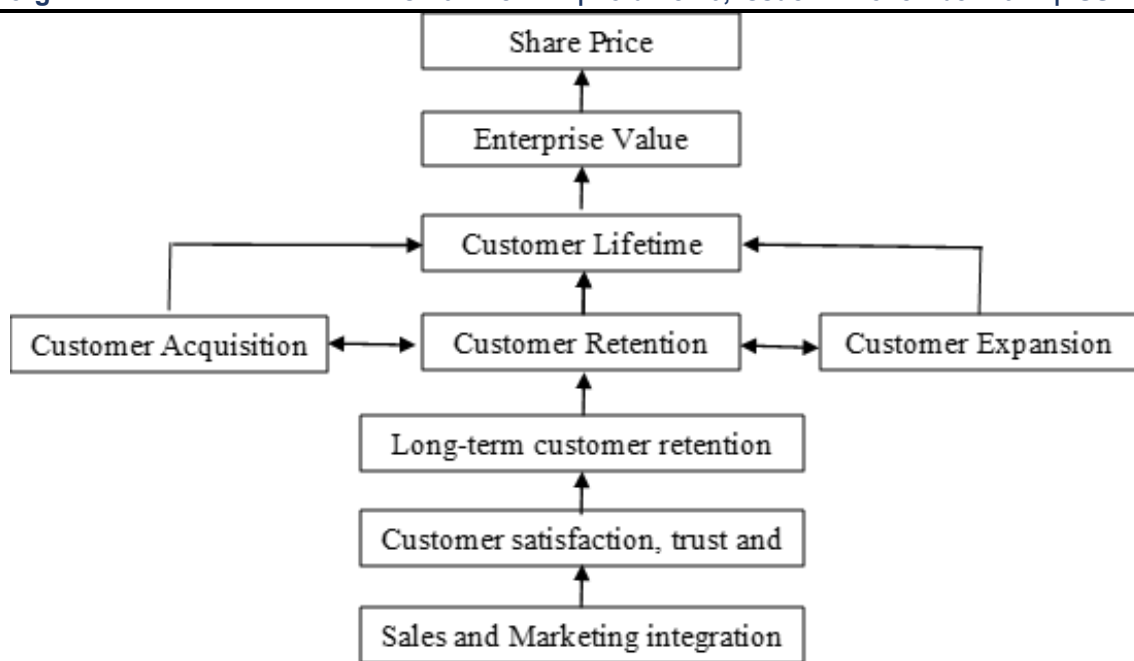 Share Price
Enterprise Value
Customer Lifetime
Customer Acquisition
Customer Retention
Customer Expansion
Long-term customer retention
Customer satisfaction, trust and
Sales and Marketing integration